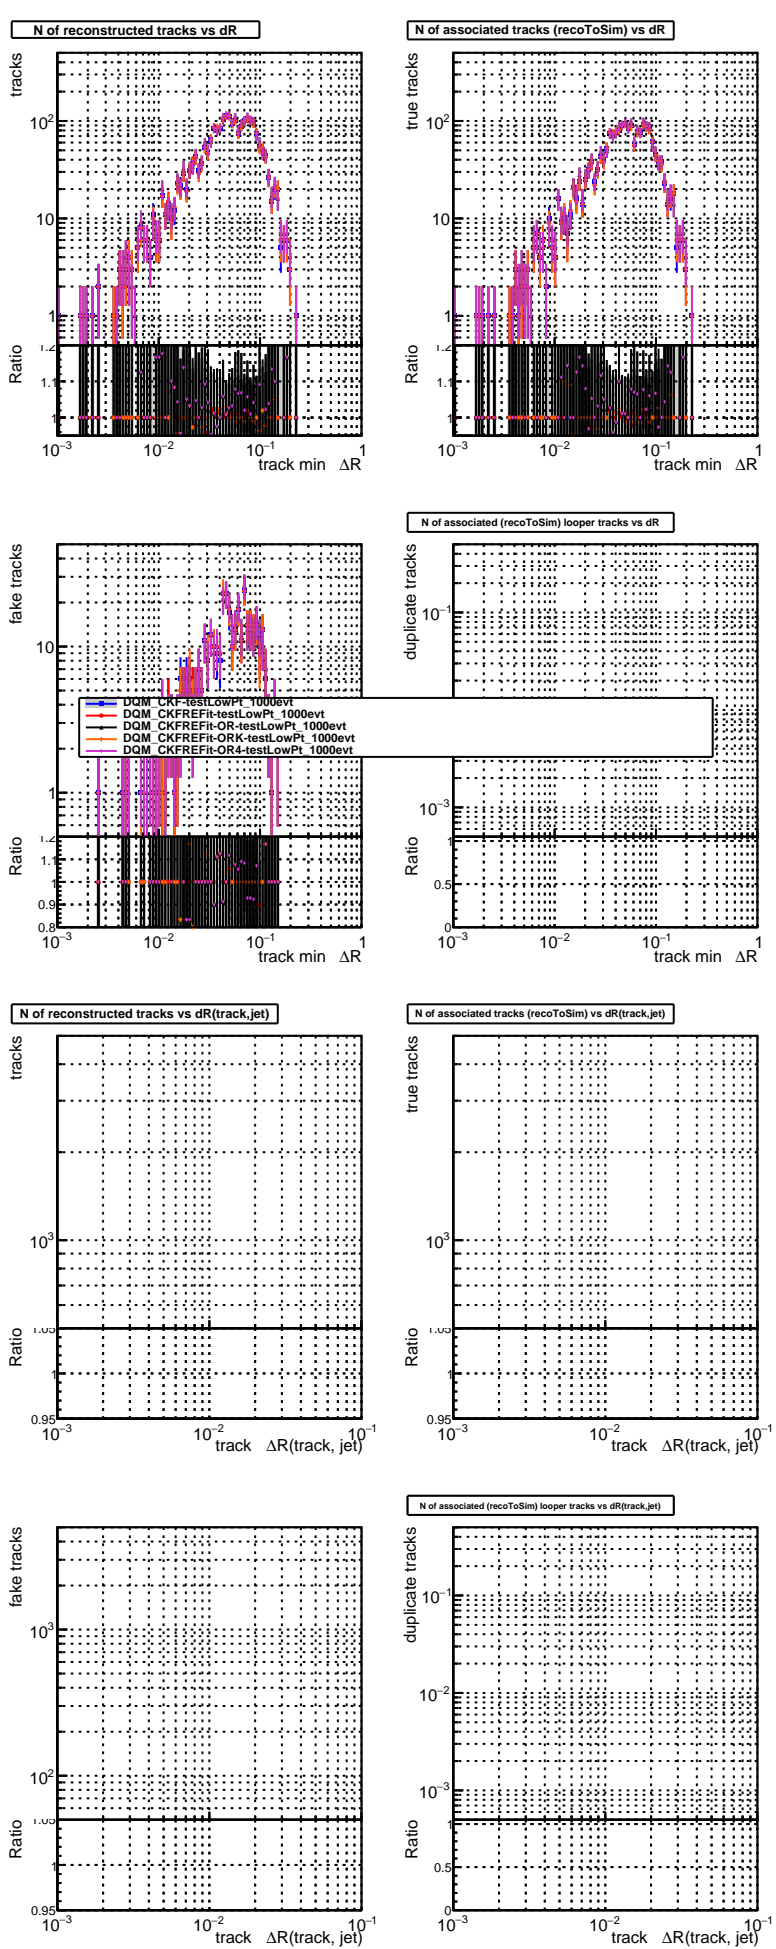 N of reconstructed tracks vs dR
tracks
10²
10
1
Ratio
1.2
1.1
1
10⁻³ 10⁻² 10⁻¹ 1
track min ΔR
N of associated tracks (recoToSim) vs dR
true tracks
10²
10
1
Ratio
1.2
1.1
1
10⁻³ 10⁻² 10⁻¹ 1
track min ΔR
fake tracks
10
1
Ratio
1.2
1.1
1
0.9
0.8
10⁻³ 10⁻² 10⁻¹ 1
track min ΔR
N of associated (recoToSim) looper tracks vs dR
duplicate tracks
10⁻¹
10⁻³
Ratio
1
0.5
0
10⁻³ 10⁻² 10⁻¹ 1
track min ΔR
DQM_CKF-testLowPt_1000evt
DQM_CKFREFit-testLowPt_1000evt
DQM_CKFREFit-OR-testLowPt_1000evt
DQM_CKFREFit-ORK-testLowPt_1000evt
DQM_CKFREFit-OR4-testLowPt_1000evt
N of reconstructed tracks vs dR(track,jet)
tracks
10³
Ratio
1.05
1
0.95
10⁻³ 10⁻² 10⁻¹
track ΔR(track, jet)
N of associated tracks (recoToSim) vs dR(track,jet)
true tracks
10³
Ratio
1.05
1
0.95
10⁻³ 10⁻² 10⁻¹
track ΔR(track, jet)
fake tracks
10³
10²
Ratio
1.05
1
0.95
10⁻³ 10⁻² 10⁻¹
track ΔR(track, jet)
N of associated (recoToSim) looper tracks vs dR(track,jet)
duplicate tracks
10⁻¹
10⁻²
10⁻³
Ratio
1
0.5
0
10⁻³ 10⁻² 10⁻¹
track ΔR(track, jet)